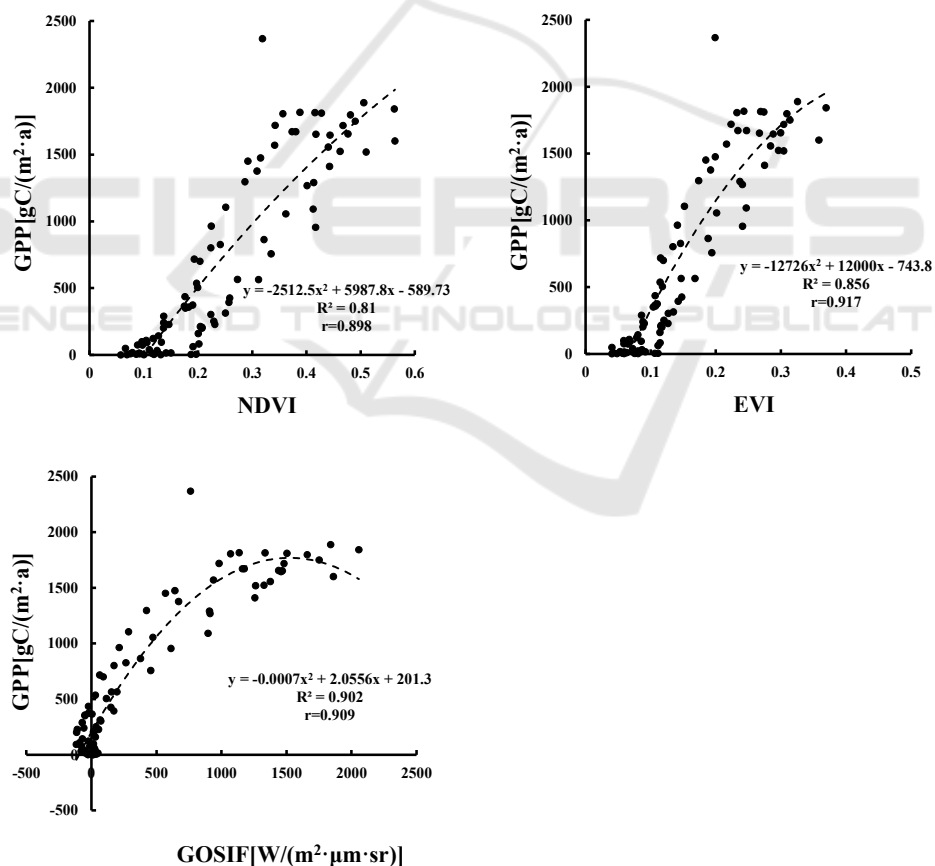 2500
2000
1500
1000
500
0
GPP[gC/(m²·a)]
0
0.1
0.2
0.3
0.4
0.5
0.6
NDVI
y = -2512.5x² + 5987.8x - 589.73
R² = 0.81
r=0.898
2500
2000
1500
1000
500
0
GPP[gC/(m²·a)]
0
0.1
0.2
0.3
0.4
0.5
EVI
y = -12726x² + 12000x - 743.8
R² = 0.856
r=0.917
SCITEPRESS
ENCE AND TECHNOLOGY PUBLICAT
2500
2000
1500
1000
500
0
-500
GPP[gC/(m²·a)]
-500
0
500
1000
1500
2000
2500
y = -0.0007x² + 2.0556x + 201.3
R² = 0.902
r=0.909
GOSIF[W/(m²·μm·sr)]